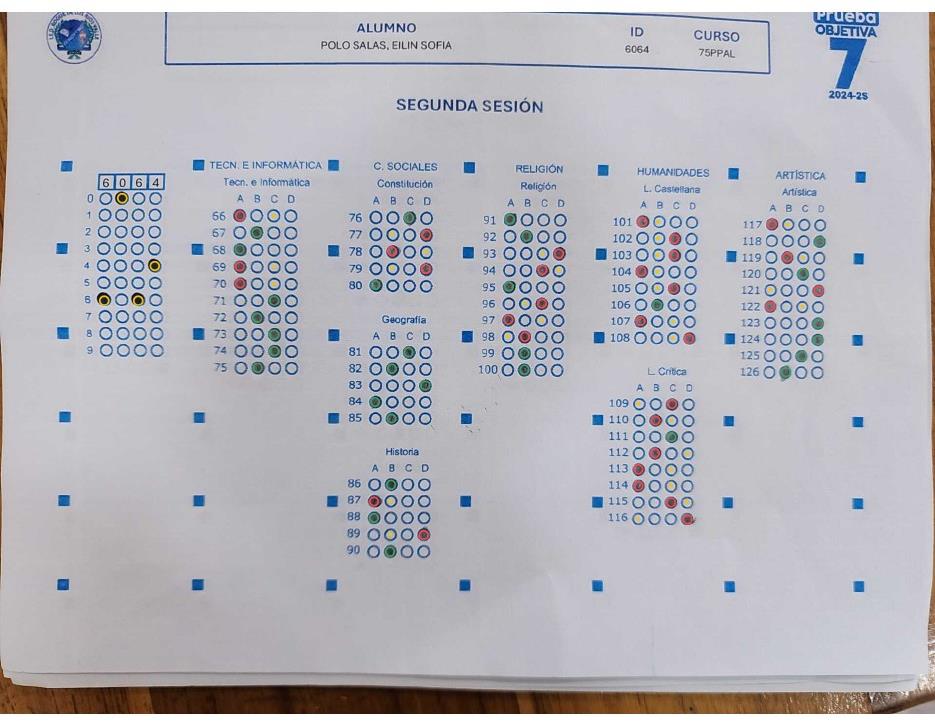 Prueba
OBJETIVA
7
2024-2S
ALUMNO
POLO SALAS, EILIN SOFIA
ID
6064
CURSO
75PPAL
SEGUNDA SESIÓN
6 0 6 4
0
1
2
3
4
5
6
7
8
9
TECN. E INFORMÁTICA
Tecn. e Informática
A B C D
66
67
68
69
70
71
72
73
74
75
C. SOCIALES
Constitución
A B C D
76
77
78
79
80
Geografía
A B C D
81
82
83
84
85
Historia
A B C D
86
87
88
89
90
RELIGIÓN
Religión
A B C D
91
92
93
94
95
96
97
98
99
100
HUMANIDADES
L. Castellana
A B C D
101
102
103
104
105
106
107
108
L. Crítica
A B C D
109
110
111
112
113
114
115
116
ARTÍSTICA
Artística
A B C D
117
118
119
120
121
122
123
124
125
126